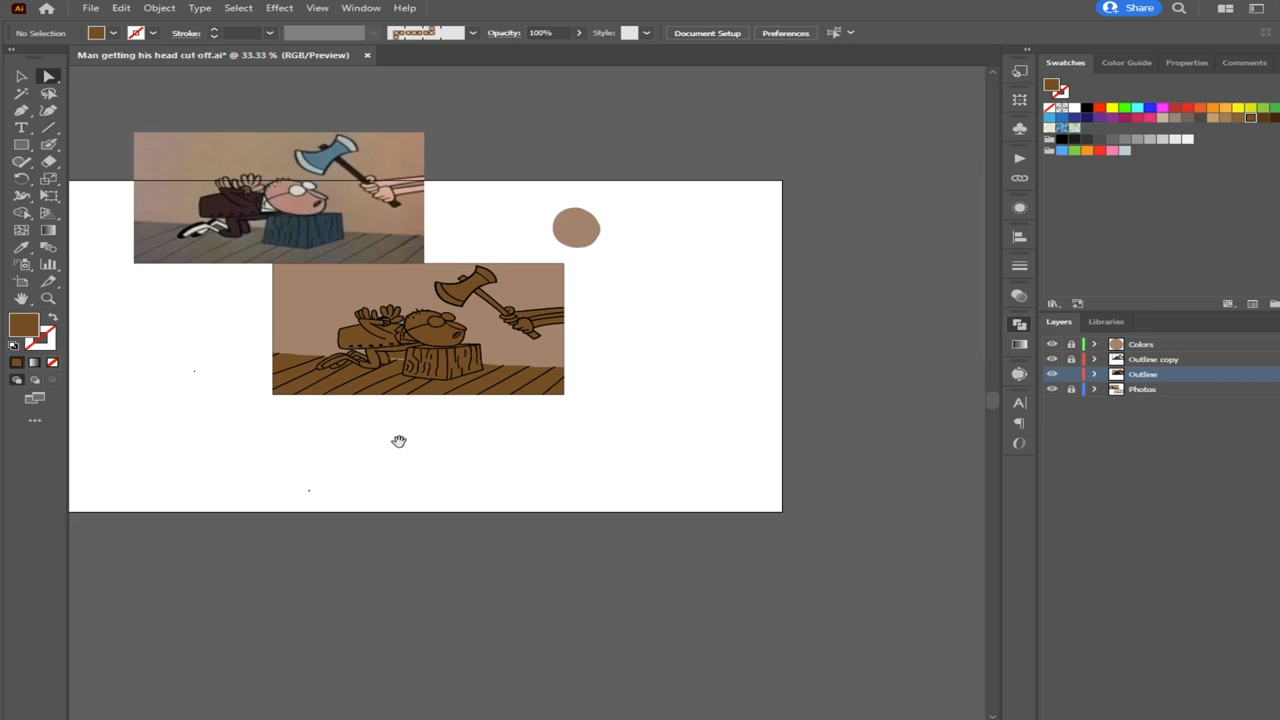 Ai File Edit Object Type Select Effect View Window Help Share
No Selection Stroke: Opacity: 100% Style: Document Setup Preferences
Man getting his head cut off.ai* @ 33.33 % (RGB/Preview)
Swatches Color Guide Properties Comments
Layers Libraries
Colors
Outline copy
Outline
Photos